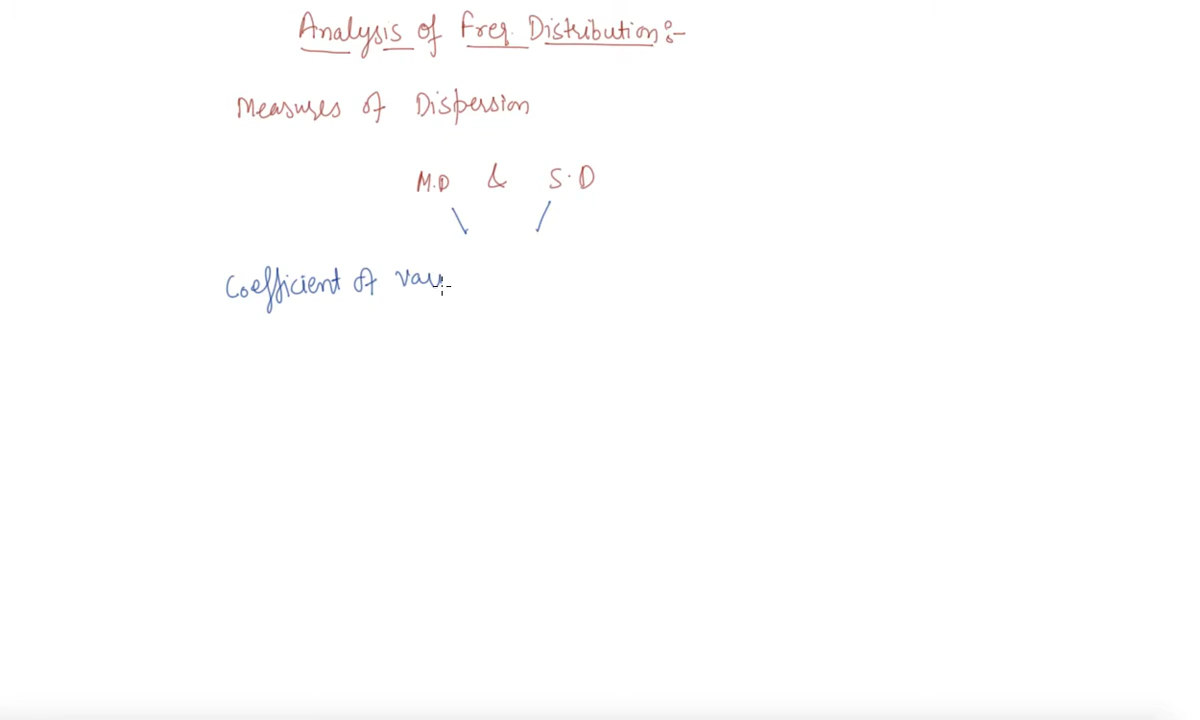 Analysis of Freq. Distribution :-
Measures of Dispersion
M.D & S.D
Coefficient of var